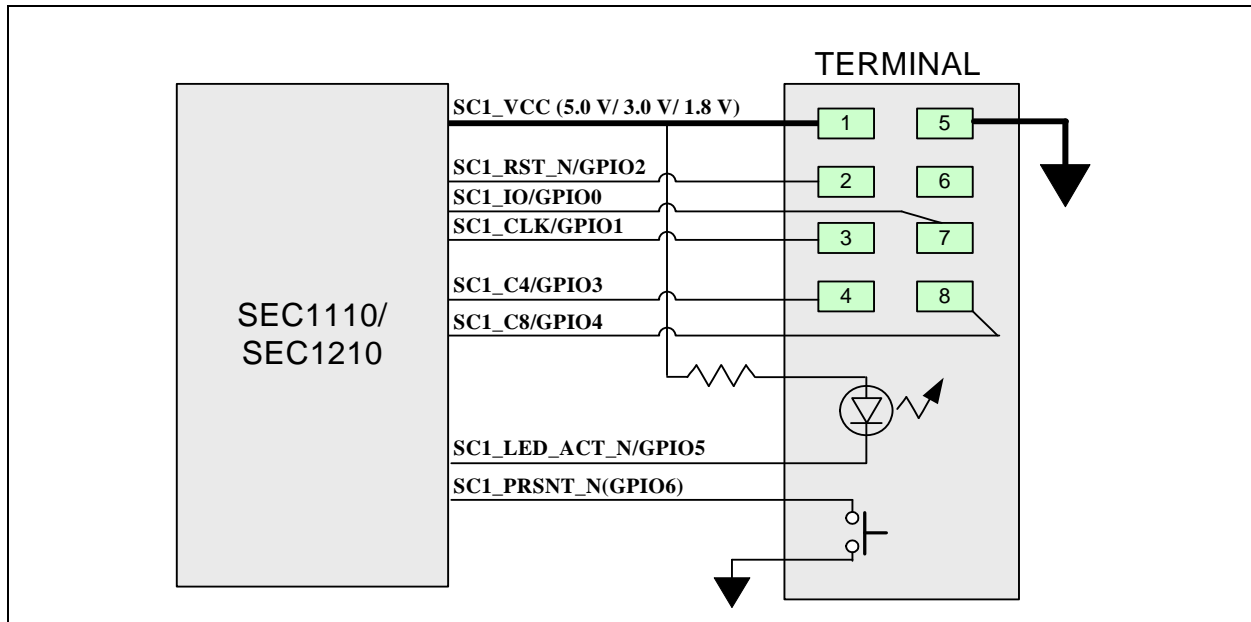 TERMINAL
SC1_VCC (5.0 V/ 3.0 V/ 1.8 V)
1
5
SC1_RST_N/GPIO2
2
6
SC1_IO/GPIO0
SC1_CLK/GPIO1
3
7
SC1_C4/GPIO3
4
8
SC1_C8/GPIO4
SEC1110/
SEC1210
SC1_LED_ACT_N/GPIO5
SC1_PRSNT_N(GPIO6)